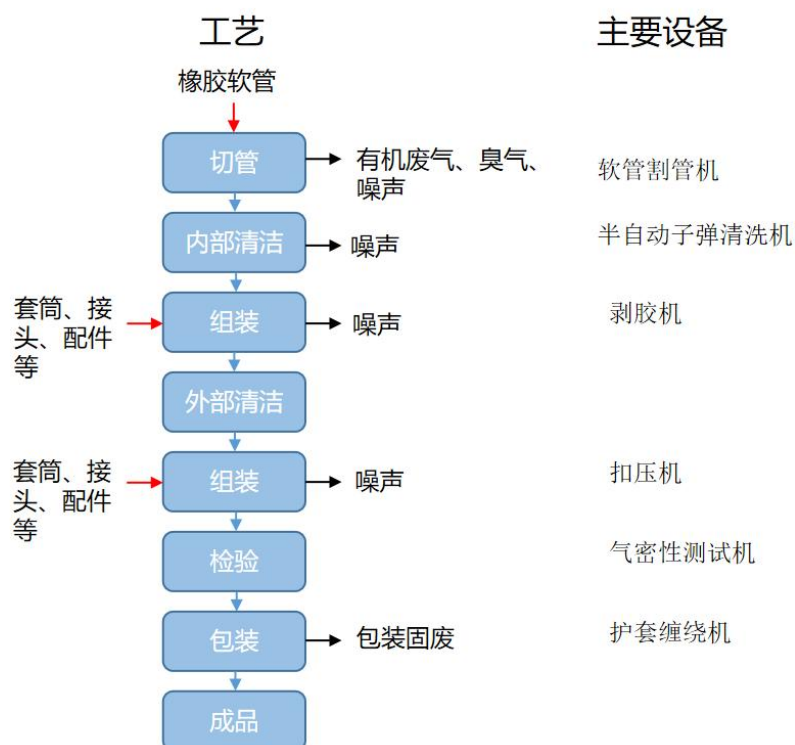 工艺
主要设备
橡胶软管
切管
有机废气、臭气、
噪声
软管割管机
内部清洁
噪声
半自动子弹清洗机
套筒、接
头、配件
等
组装
噪声
剥胶机
外部清洁
套筒、接
头、配件
等
组装
噪声
扣压机
检验
气密性测试机
包装
包装固废
护套缠绕机
成品